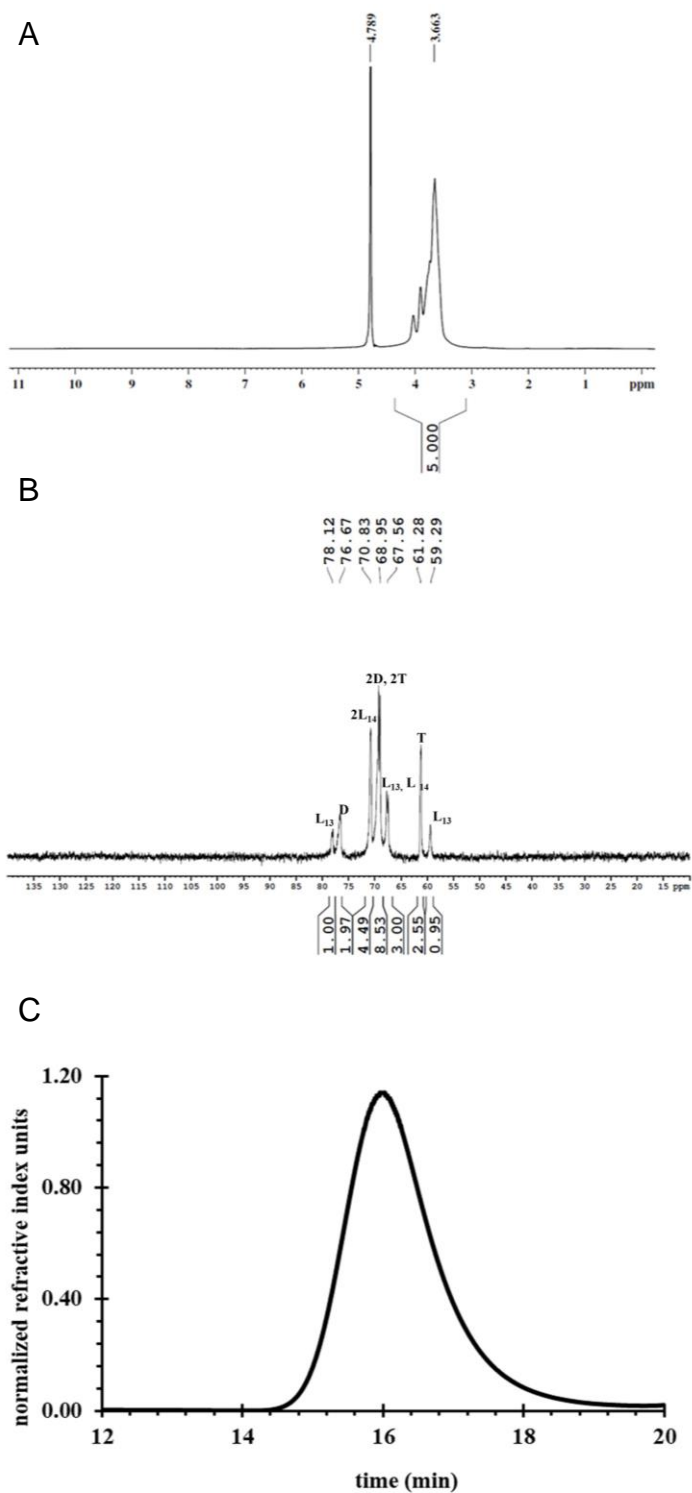 A
4.789
3.663
11 10 9 8 7 6 5 4 3 2 1 ppm
5.000
B
78.12
76.67
70.83
68.95
67.56
61.28
59.29
2D, 2T
2L14
T
L13, L14
L13
D
L13
135 130 125 120 115 110 105 100 95 90 85 80 75 70 65 60 55 50 45 40 35 30 25 20 15 ppm
1.00
1.97
4.49
8.53
3.00
2.55
0.95
C
1.20
0.80
0.40
0.00
normalized refractive index units
12 14 16 18 20
time (min)